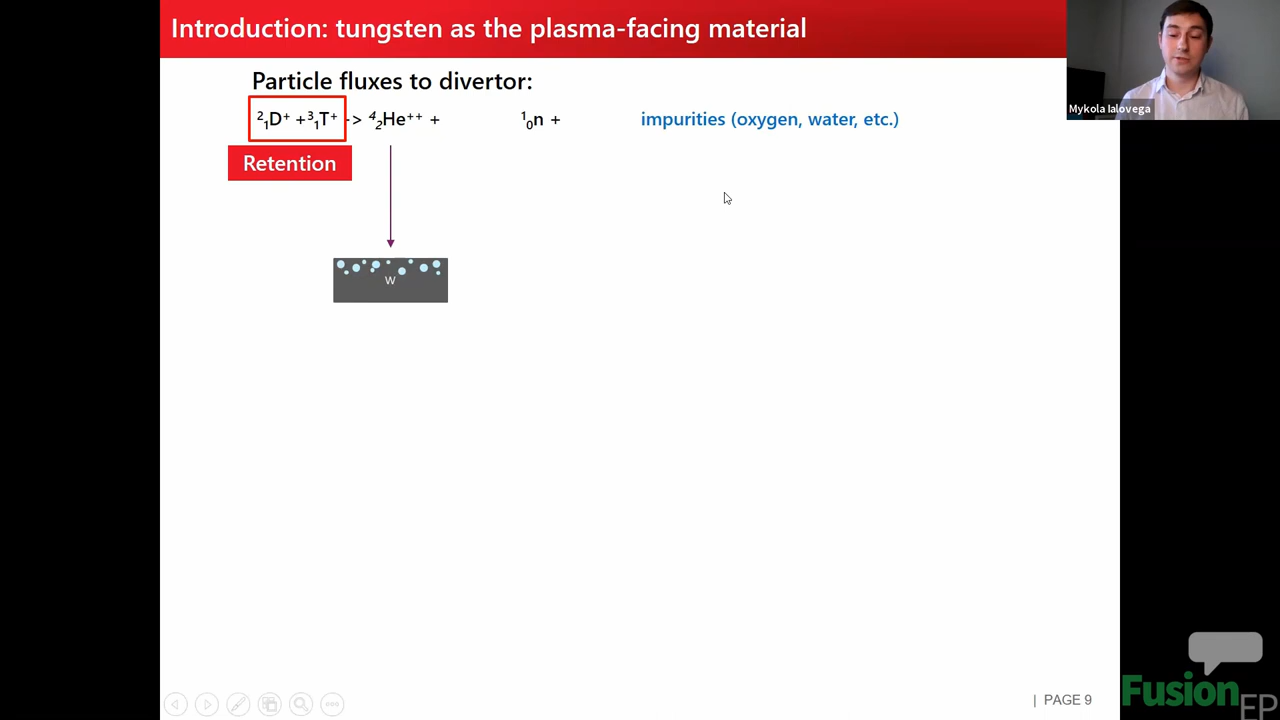 Introduction: tungsten as the plasma-facing material
Mykola Ialovega
Particle fluxes to divertor:
²₁D⁺ +³₁T⁺ -> ⁴₂He⁺⁺ + ¹₀n + impurities (oxygen, water, etc.)
Retention
W
| PAGE 9
Fusion
EP